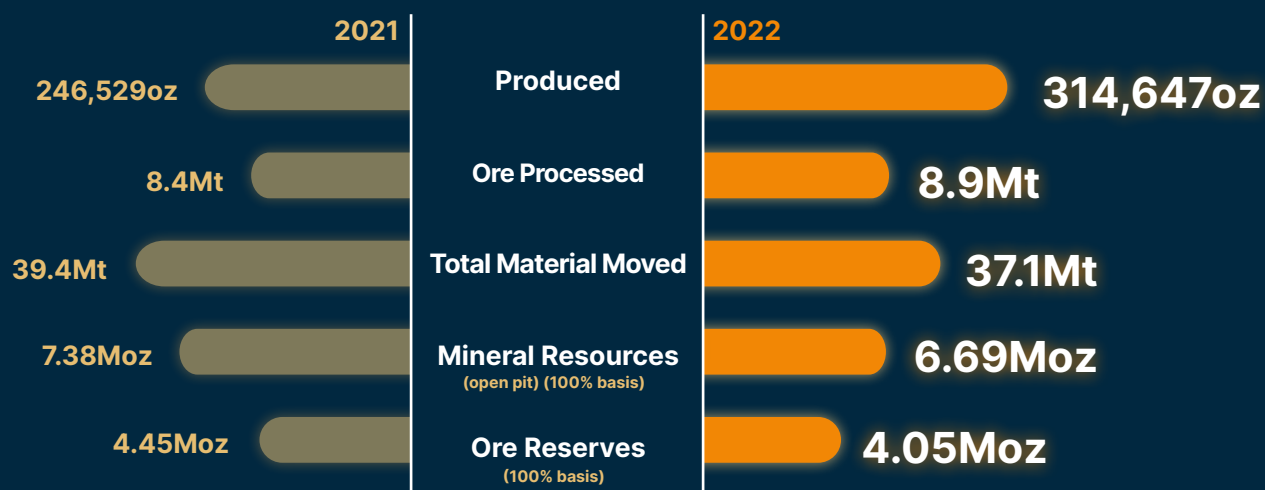 2021
2022
246,529oz
Produced
314,647oz
8.4Mt
Ore Processed
8.9Mt
39.4Mt
Total Material Moved
37.1Mt
7.38Moz
Mineral Resources
(open pit) (100% basis)
6.69Moz
4.45Moz
Ore Reserves
(100% basis)
4.05Moz